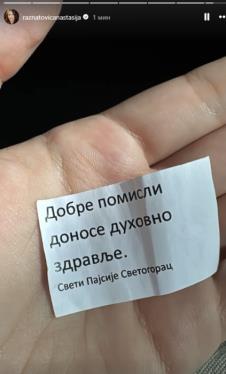 raznatovicanastasija 1 мин
Добре помисли
доносе духовно
здравље.
Свети Пајсије Светогорац